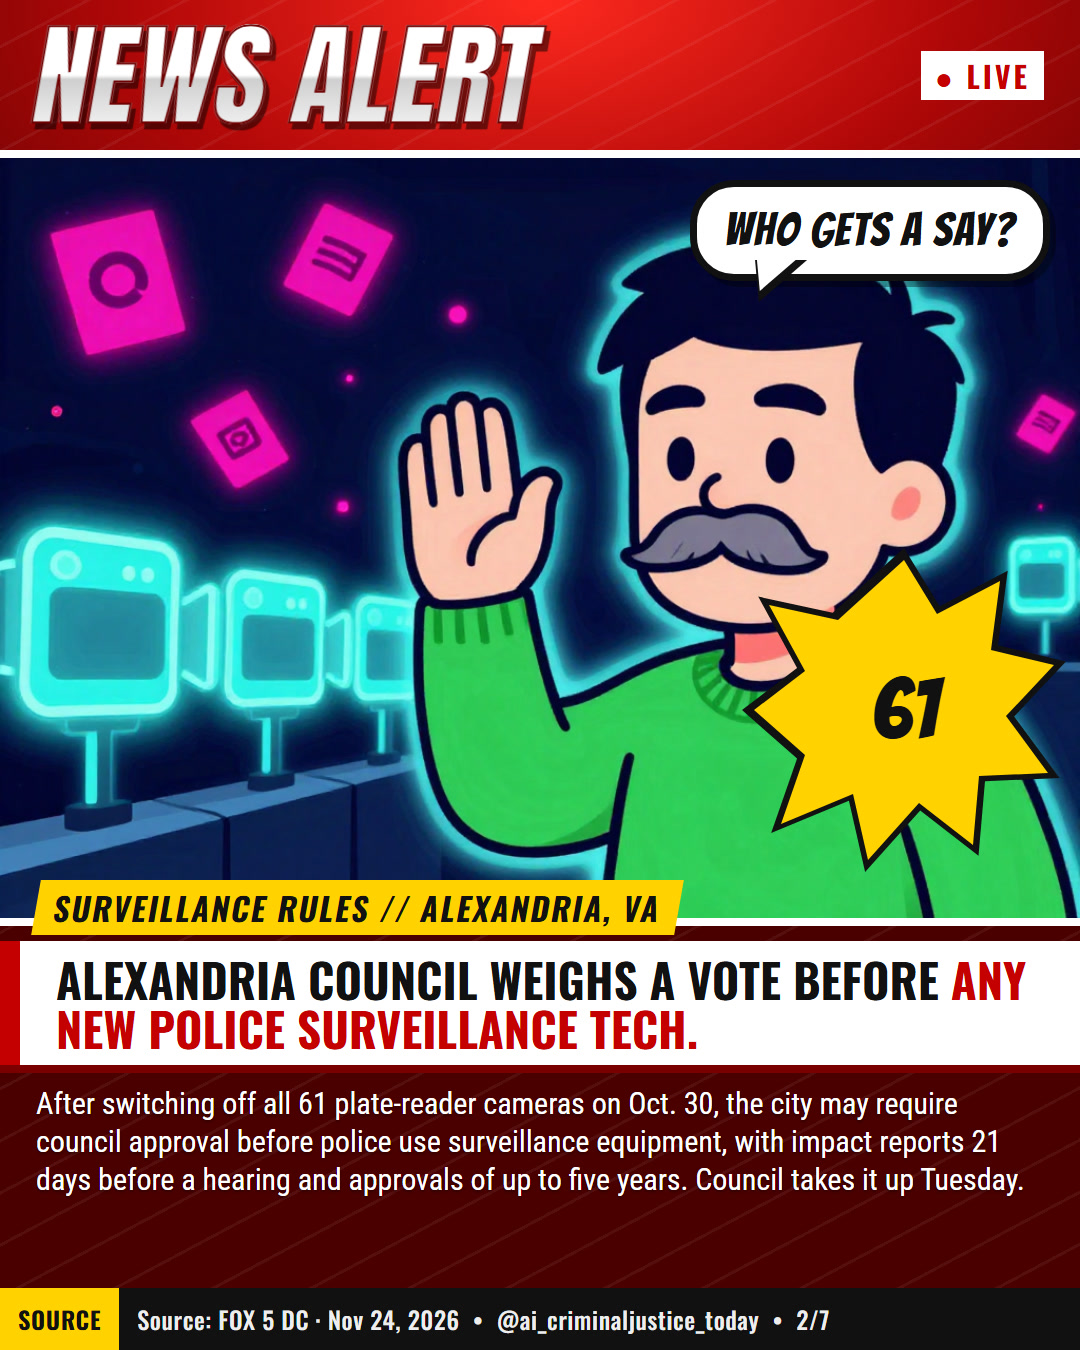 NEWS ALERT
● LIVE
WHO GETS A SAY?
61
SURVEILLANCE RULES // ALEXANDRIA, VA
ALEXANDRIA COUNCIL WEIGHS A VOTE BEFORE ANY
NEW POLICE SURVEILLANCE TECH.
After switching off all 61 plate-reader cameras on Oct. 30, the city may require
council approval before police use surveillance equipment, with impact reports 21
days before a hearing and approvals of up to five years. Council takes it up Tuesday.
SOURCE
Source: FOX 5 DC · Nov 24, 2026 • @ai_criminaljustice_today • 2/7